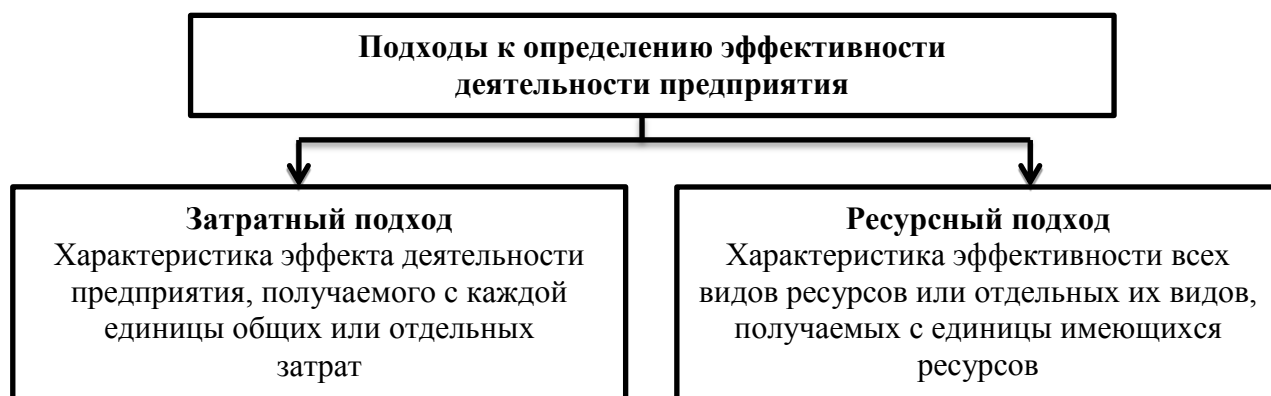 Подходы к определению эффективности
деятельности предприятия
Затратный подход
Характеристика эффекта деятельности
предприятия, получаемого с каждой
единицы общих или отдельных
затрат
Ресурсный подход
Характеристика эффективности всех
видов ресурсов или отдельных их видов,
получаемых с единицы имеющихся
ресурсов